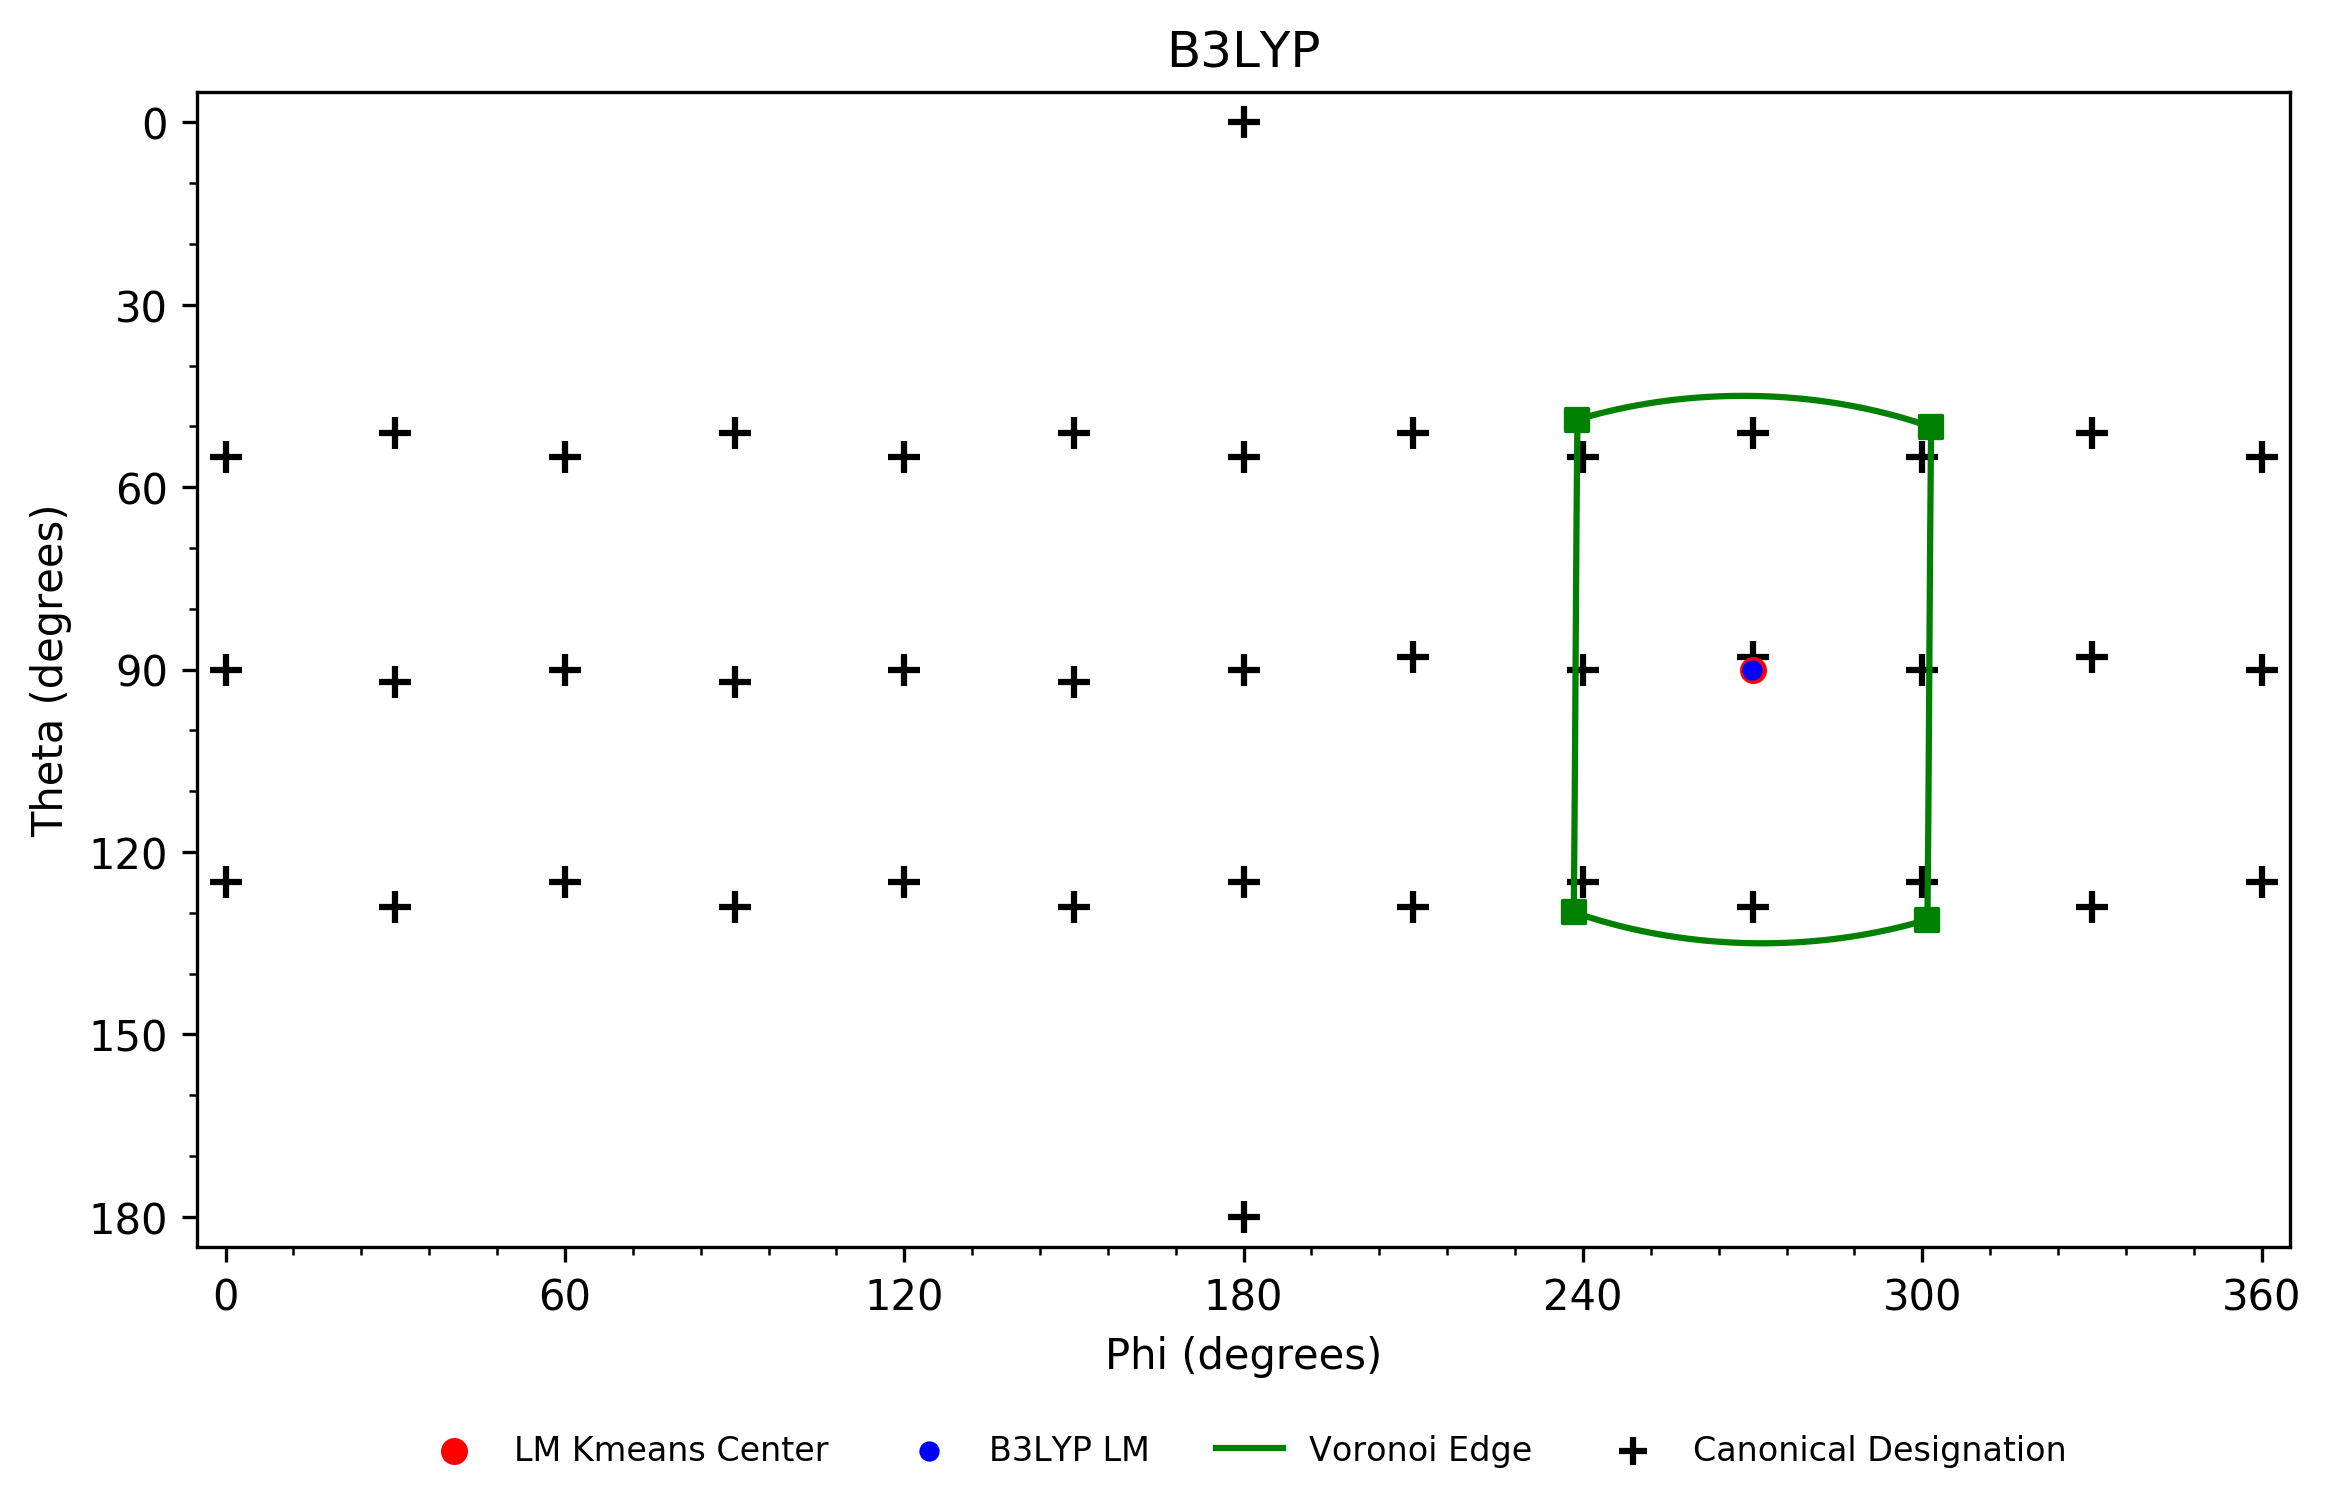 B3LYP
0
30
60
90
120
150
180
Theta (degrees)
0 60 120 180 240 300 360
Phi (degrees)
LM Kmeans Center B3LYP LM Voronoi Edge Canonical Designation